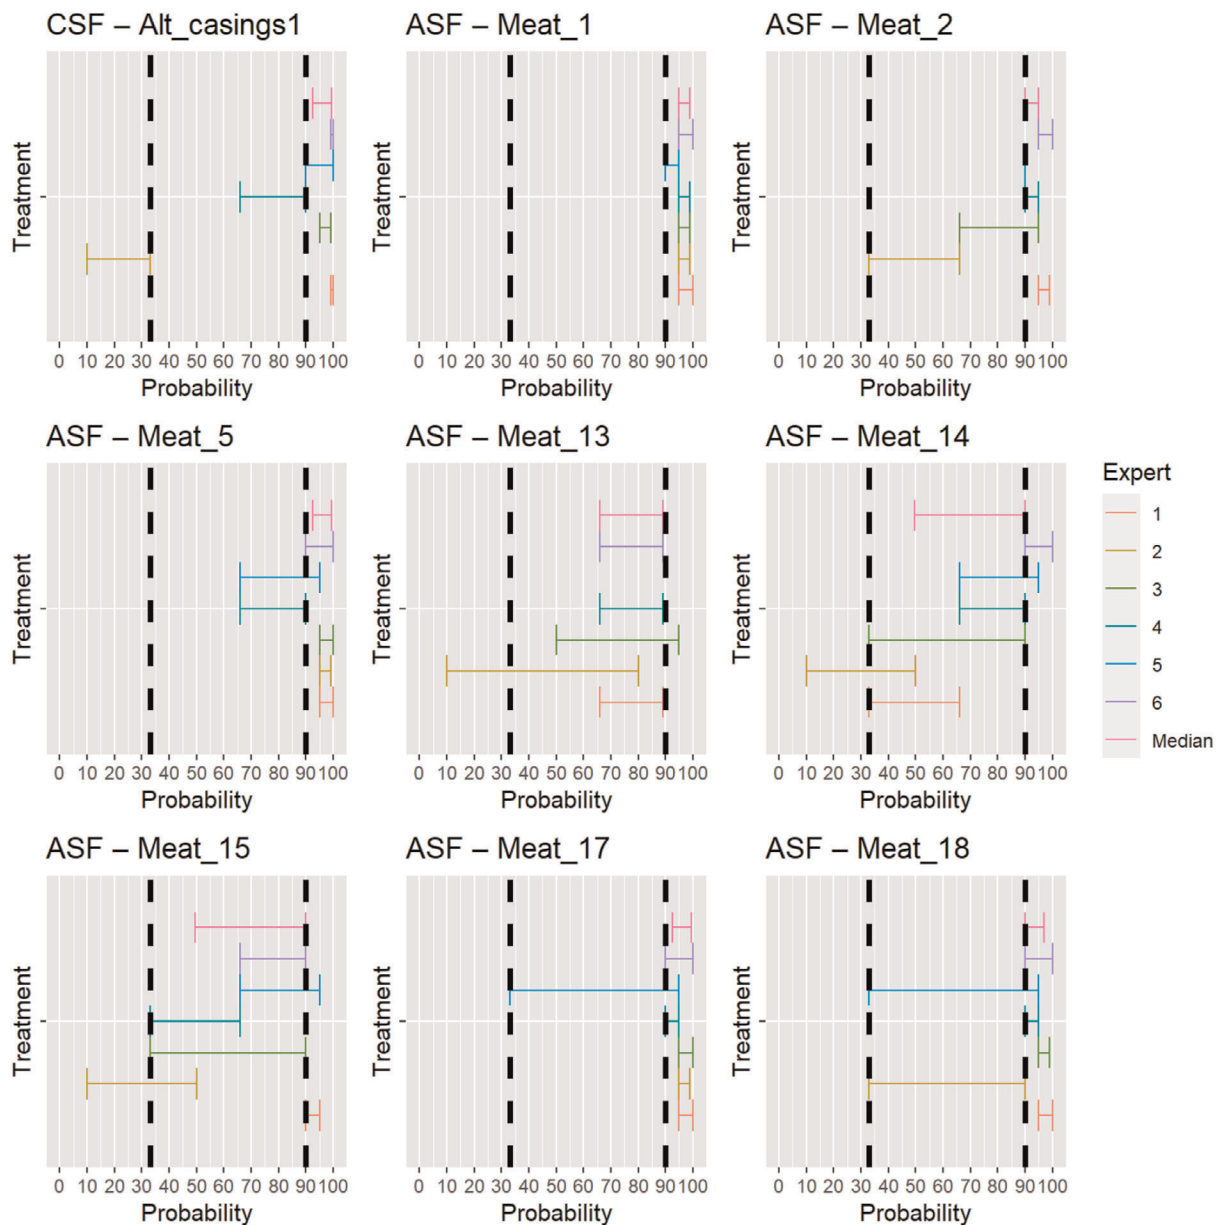 CSF – Alt_casings1
ASF – Meat_1
ASF – Meat_2
Treatment
Treatment
Treatment
0 10 20 30 40 50 60 70 80 90 100
0 10 20 30 40 50 60 70 80 90 100
0 10 20 30 40 50 60 70 80 90 100
Probability
Probability
Probability
ASF – Meat_5
ASF – Meat_13
ASF – Meat_14
Treatment
Treatment
Treatment
0 10 20 30 40 50 60 70 80 90 100
0 10 20 30 40 50 60 70 80 90 100
0 10 20 30 40 50 60 70 80 90 100
Probability
Probability
Probability
Expert
1
2
3
4
5
6
Median
ASF – Meat_15
ASF – Meat_17
ASF – Meat_18
Treatment
Treatment
Treatment
0 10 20 30 40 50 60 70 80 90 100
0 10 20 30 40 50 60 70 80 90 100
0 10 20 30 40 50 60 70 80 90 100
Probability
Probability
Probability